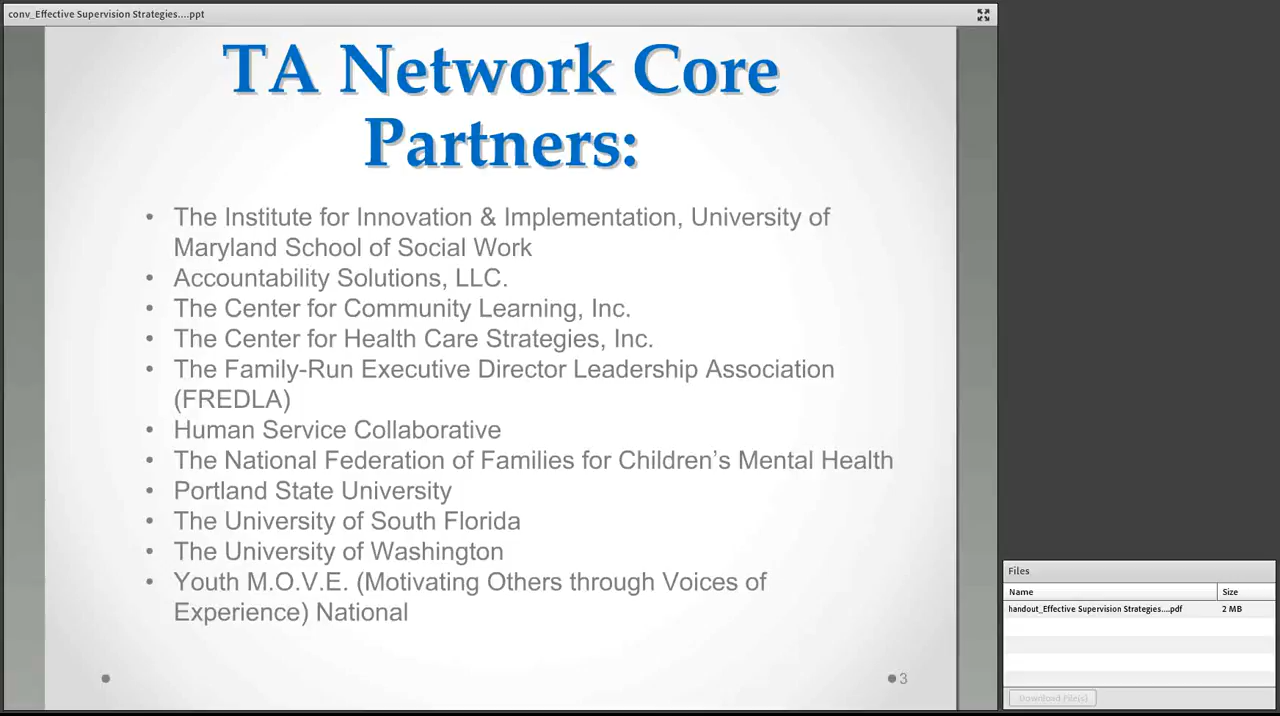 conv_Effective Supervision Strategies....ppt
TA Network Core
Partners:
• The Institute for Innovation & Implementation, University of
Maryland School of Social Work
• Accountability Solutions, LLC.
• The Center for Community Learning, Inc.
• The Center for Health Care Strategies, Inc.
• The Family-Run Executive Director Leadership Association
(FREDLA)
• Human Service Collaborative
• The National Federation of Families for Children’s Mental Health
• Portland State University
• The University of South Florida
• The University of Washington
• Youth M.O.V.E. (Motivating Others through Voices of
Experience) National
3
Files
Name Size
handout_Effective Supervision Strategies....pdf 2 MB
Download File(s)